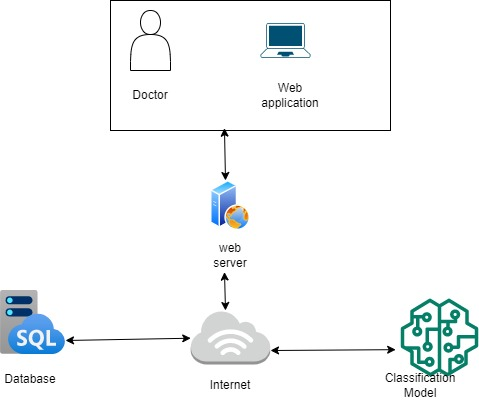 Doctor
Web
application
web
server
SQL
Database
Internet
Classification
Model